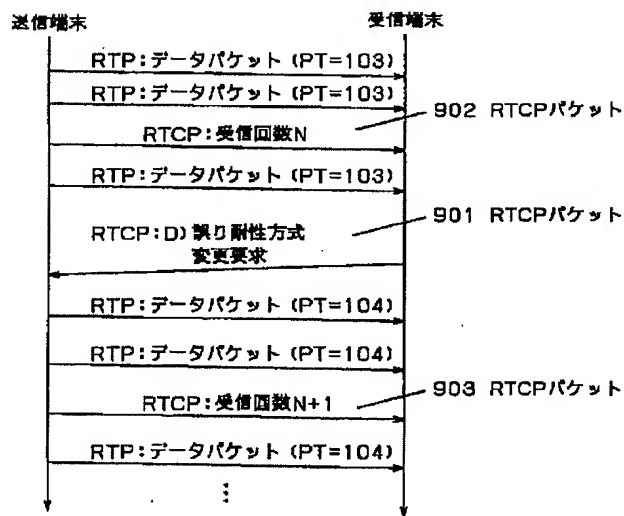 送信端末
受信端末
RTP:データパケット (PT=103)
RTP:データパケット (PT=103)
902 RTCPパケット
RTCP:受信回数N
RTP:データパケット (PT=103)
901 RTCPパケット
RTCP:D) 誤り耐性方式
変更要求
RTP:データパケット (PT=104)
RTP:データパケット (PT=104)
903 RTCPパケット
RTCP:受信回数N+1
RTP:データパケット (PT=104)